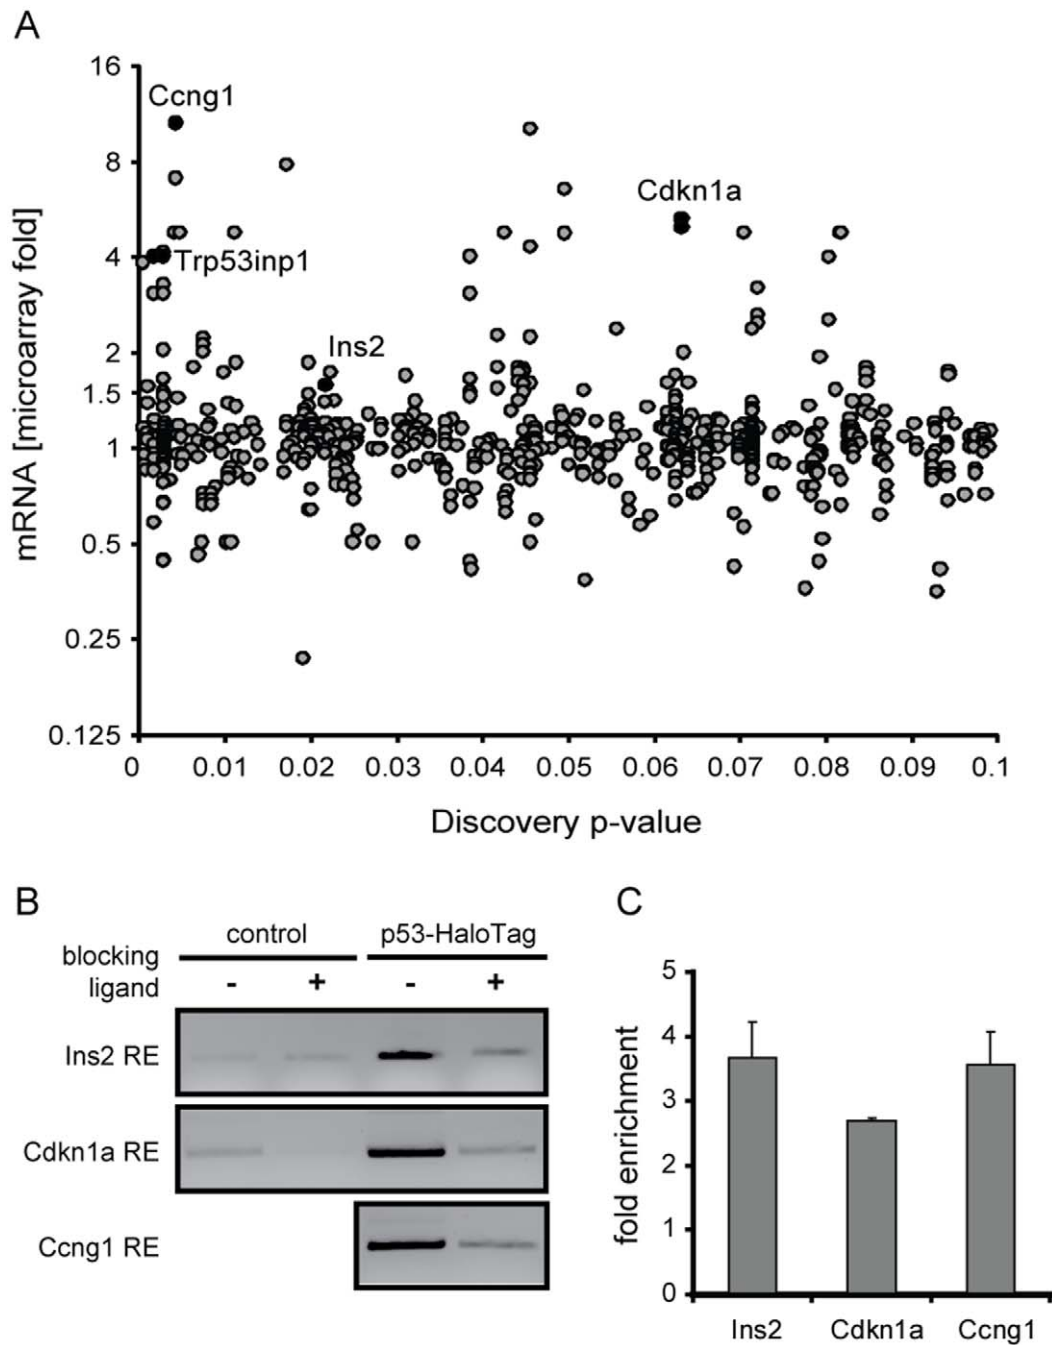 A
16
Ccng1
8
Cdkn1a
4
Trp53inp1
Ins2
2
1.5
1
0.5
0.25
0.125
mRNA [microarray fold]
0 0.01 0.02 0.03 0.04 0.05 0.06 0.07 0.08 0.09 0.1
Discovery p-value
B
control p53-HaloTag
blocking
ligand - + - +
Ins2 RE
Cdkn1a RE
Ccng1 RE
C
5
4
3
2
1
0
fold enrichment
Ins2 Cdkn1a Ccng1